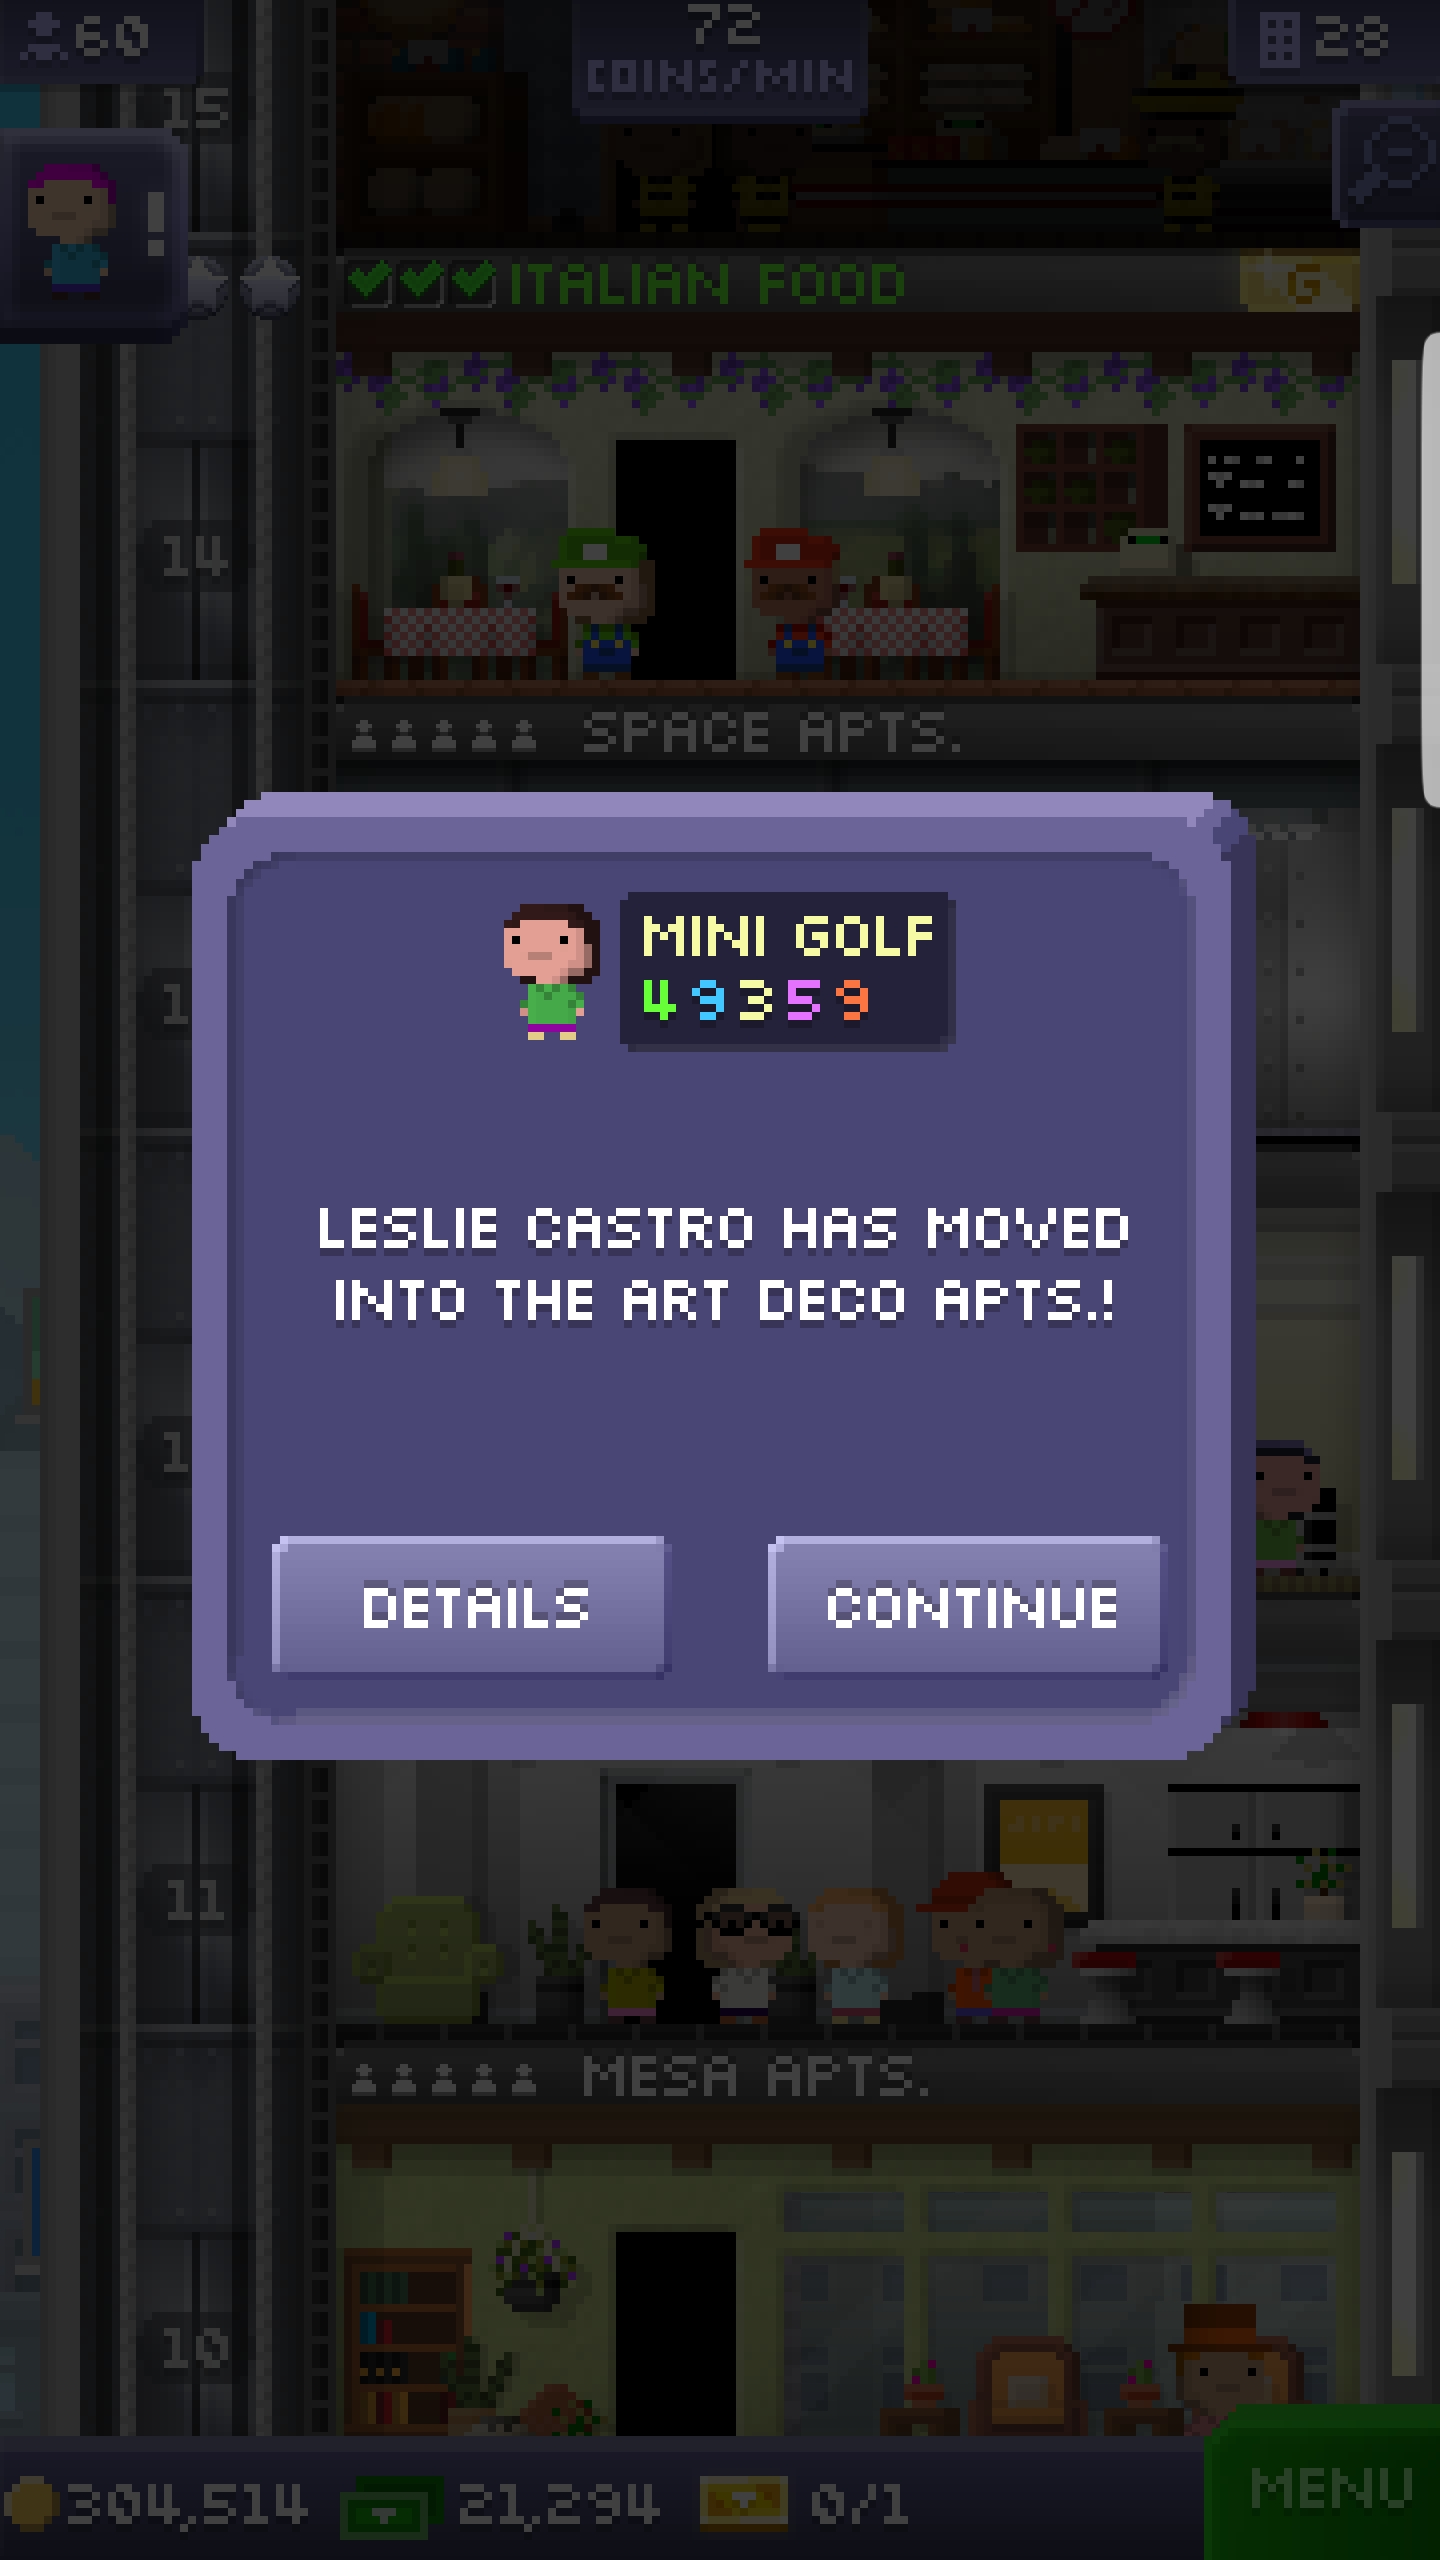 60
72
COINS/MIN
28
15
!
ITALIAN FOOD
G
14
SPACE APTS.
MINI GOLF
4 9 3 5 9
LESLIE CASTRO HAS MOVED
INTO THE ART DECO APTS.!
DETAILS
CONTINUE
11
MESA APTS.
10
304,514
21,294
0/1
MENU